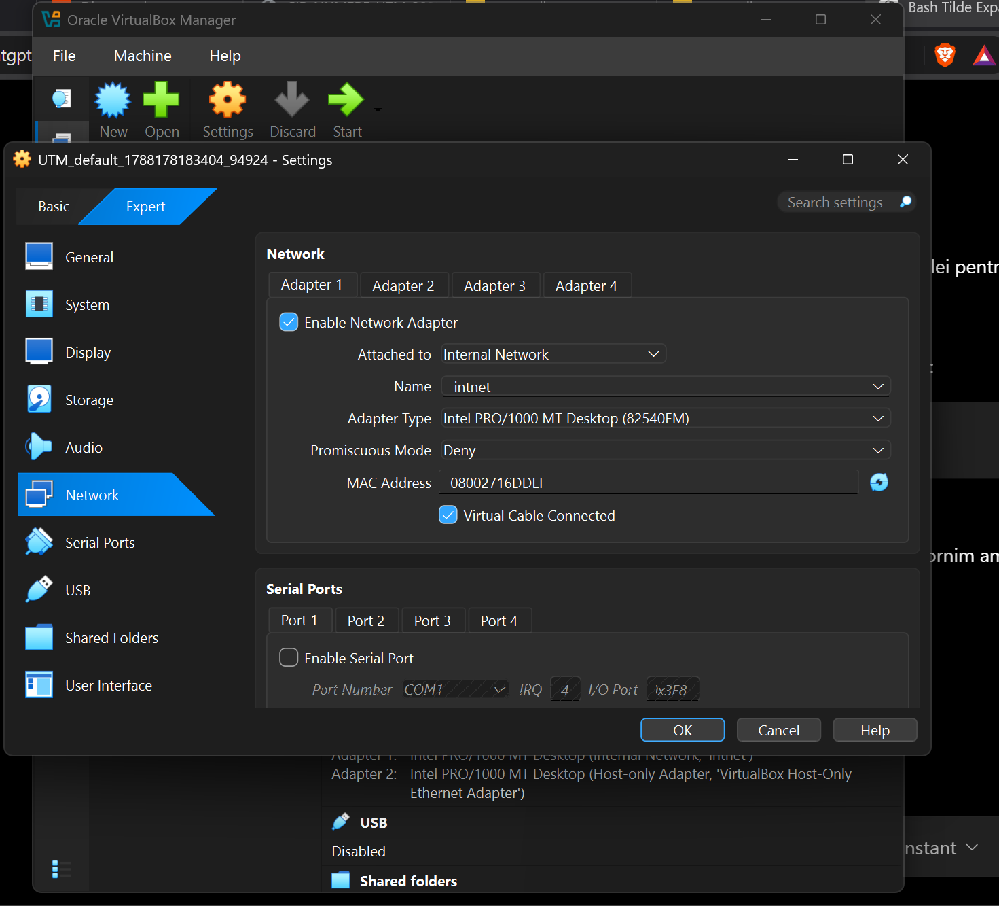 Bash Tilde Exp
Oracle VirtualBox Manager
tgpt.
File Machine Help
New Open Settings Discard Start
UTM_default_1788178183404_94924 - Settings
Basic Expert Search settings
General
System
Display
Storage
Audio
Network
Serial Ports
USB
Shared Folders
User Interface
Network
Adapter 1 Adapter 2 Adapter 3 Adapter 4
Enable Network Adapter
Attached to Internal Network
Name intnet
Adapter Type Intel PRO/1000 MT Desktop (82540EM)
Promiscuous Mode Deny
MAC Address 08002716DDEF
Virtual Cable Connected
Serial Ports
Port 1 Port 2 Port 3 Port 4
Enable Serial Port
Port Number COM1 IRQ 4 I/O Port 0x3F8
OK Cancel Help
lei pentr
:
ornim am
Adapter 1: Intel PRO/1000 MT Desktop (Internal Network, 'intnet')
Adapter 2: Intel PRO/1000 MT Desktop (Host-only Adapter, 'VirtualBox Host-Only
Ethernet Adapter')
USB
Disabled
nstant
Shared folders